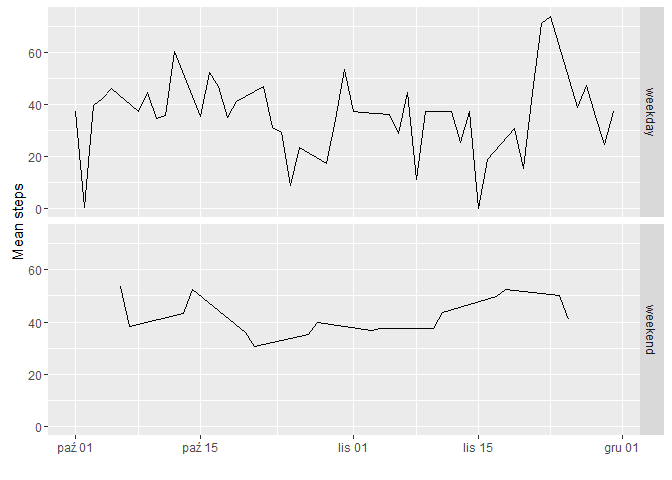 Mean steps
60
40
20
0
weekday
60
40
20
0
weekend
paź 01
paź 15
lis 01
lis 15
gru 01